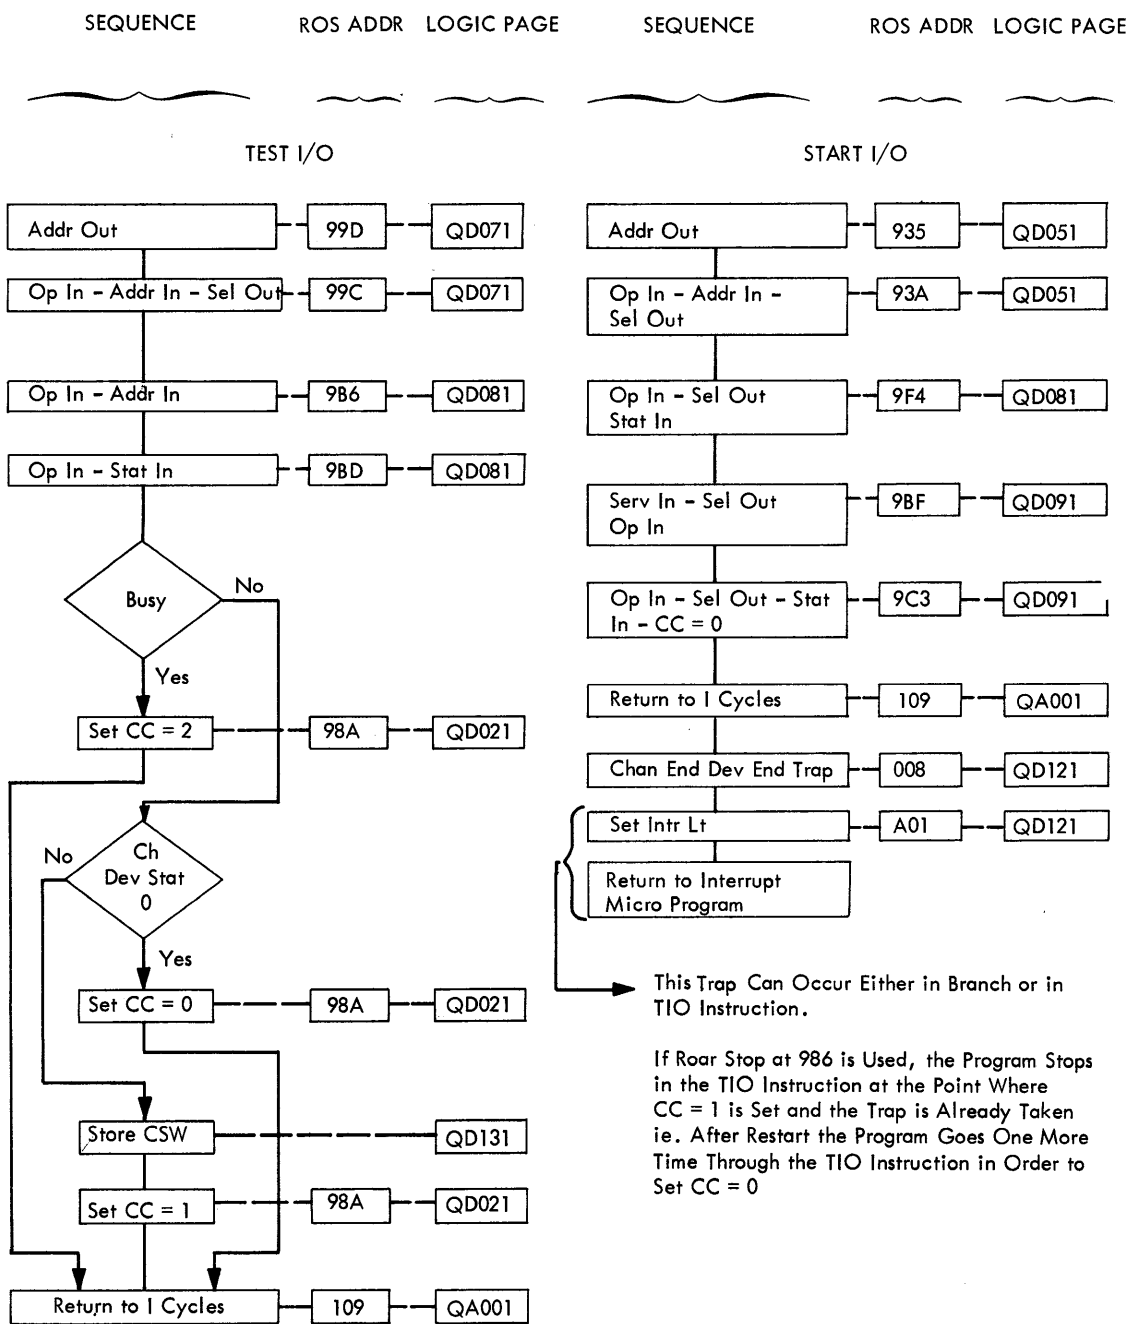 SEQUENCE ROS ADDR LOGIC PAGE SEQUENCE ROS ADDR LOGIC PAGE
TEST I/O
Addr Out 99D QD071
Op In - Addr In - Sel Out 99C QD071
Op In - Addr In 9B6 QD081
Op In - Stat In 9BD QD081
Busy
No
Yes
Set CC = 2 98A QD021
Ch
Dev Stat
0
No
Yes
Set CC = 0 98A QD021
Store CSW QD131
Set CC = 1 98A QD021
Return to I Cycles 109 QA001
START I/O
Addr Out 935 QD051
Op In - Addr In - 93A QD051
Sel Out
Op In - Sel Out 9F4 QD081
Stat In
Serv In - Sel Out 9BF QD091
Op In
Op In - Sel Out - Stat 9C3 QD091
In - CC = 0
Return to I Cycles 109 QA001
Chan End Dev End Trap 008 QD121
Set Intr Lt A01 QD121
Return to Interrupt
Micro Program
This Trap Can Occur Either in Branch or in
TIO Instruction.
If Roar Stop at 986 is Used, the Program Stops
in the TIO Instruction at the Point Where
CC = 1 is Set and the Trap is Already Taken
ie. After Restart the Program Goes One More
Time Through the TIO Instruction in Order to
Set CC = 0